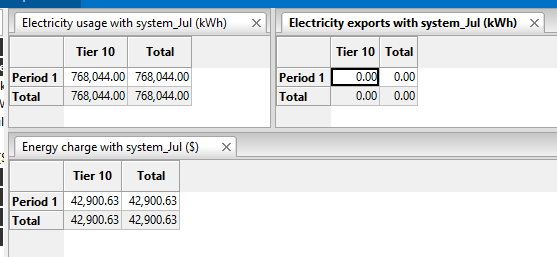 Electricity usage with system_Jul (kWh)
Tier 10 Total
Period 1 768,044.00 768,044.00
Total 768,044.00 768,044.00
Electricity exports with system_Jul (kWh)
Tier 10 Total
Period 1 0.00 0.00
Total 0.00 0.00
Energy charge with system_Jul ($)
Tier 10 Total
Period 1 42,900.63 42,900.63
Total 42,900.63 42,900.63